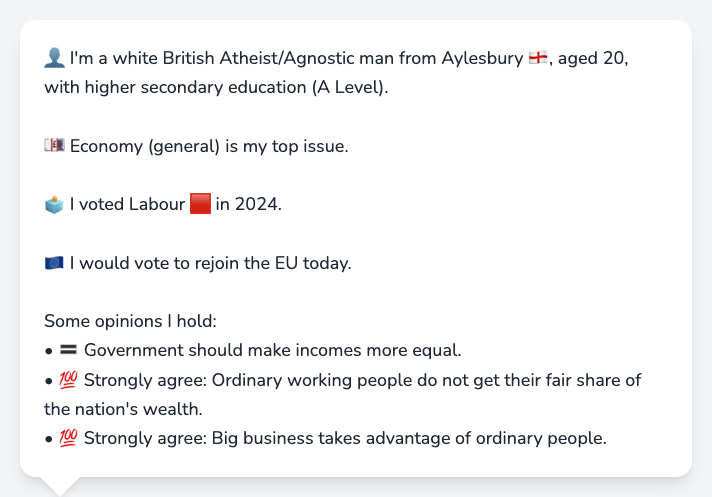 👤 I'm a white British Atheist/Agnostic man from Aylesbury 🏴󠁧󠁢󠁥󠁮󠁧󠁿, aged 20,
with higher secondary education (A Level).
💷 Economy (general) is my top issue.
🗳️ I voted Labour 🟥 in 2024.
🇪🇺 I would vote to rejoin the EU today.
Some opinions I hold:
• 🟰 Government should make incomes more equal.
• 💯 Strongly agree: Ordinary working people do not get their fair share of
the nation's wealth.
• 💯 Strongly agree: Big business takes advantage of ordinary people.